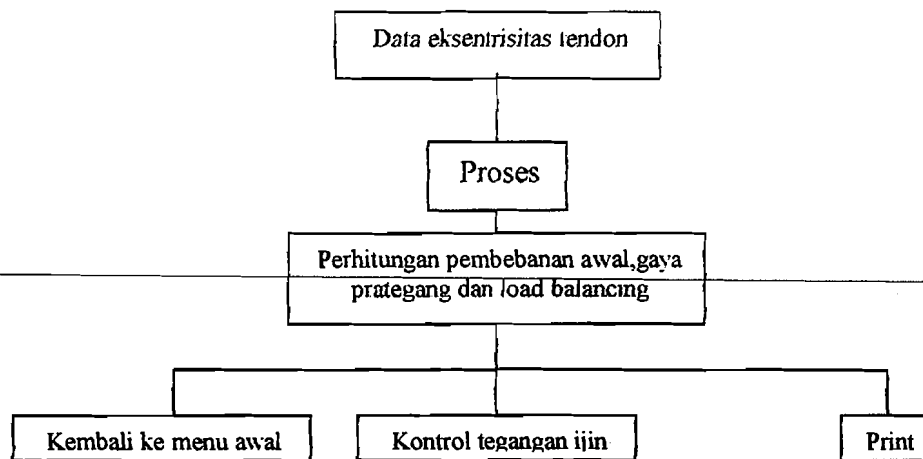 Data eksentrisitas tendon
Proses
Perhitungan pembebanan awal,gaya
prategang dan load balancing
Kembali ke menu awal
Kontrol tegangan ijin
Print